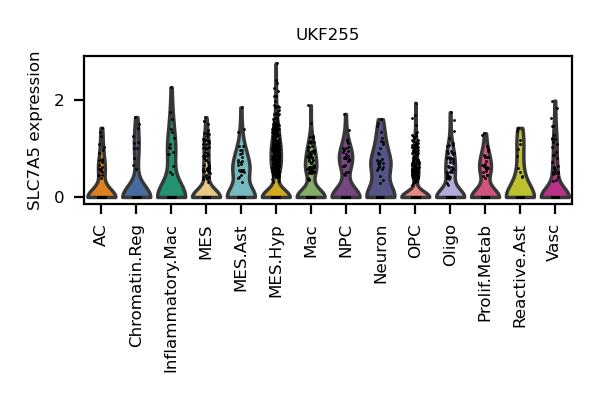 UKF255
SLC7A5 expression
2
0
AC
Chromatin.Reg
Inflammatory.Mac
MES
MES.Ast
MES.Hyp
Mac
NPC
Neuron
OPC
Oligo
Prolif.Metab
Reactive.Ast
Vasc